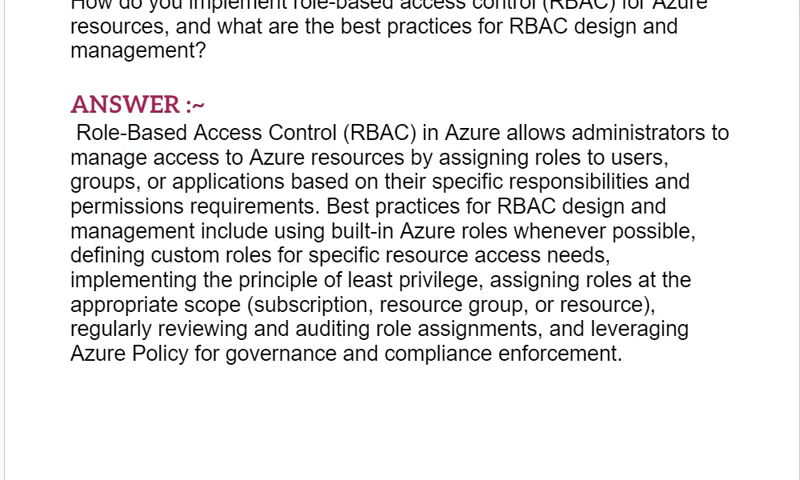 How do you implement role-based access control (RBAC) for Azure
resources, and what are the best practices for RBAC design and
management?
ANSWER :~
Role-Based Access Control (RBAC) in Azure allows administrators to
manage access to Azure resources by assigning roles to users,
groups, or applications based on their specific responsibilities and
permissions requirements. Best practices for RBAC design and
management include using built-in Azure roles whenever possible,
defining custom roles for specific resource access needs,
implementing the principle of least privilege, assigning roles at the
appropriate scope (subscription, resource group, or resource),
regularly reviewing and auditing role assignments, and leveraging
Azure Policy for governance and compliance enforcement.